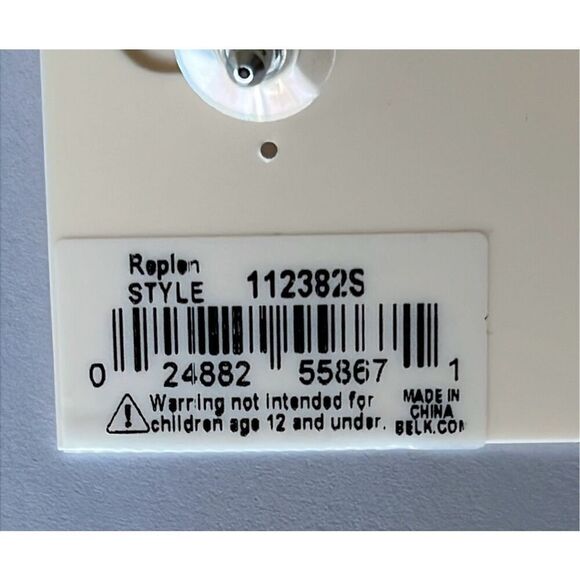 Replen
STYLE 112382S
0 24882 55867 1
Warning not intended for
children age 12 and under.
MADE IN
CHINA
BELK.COM